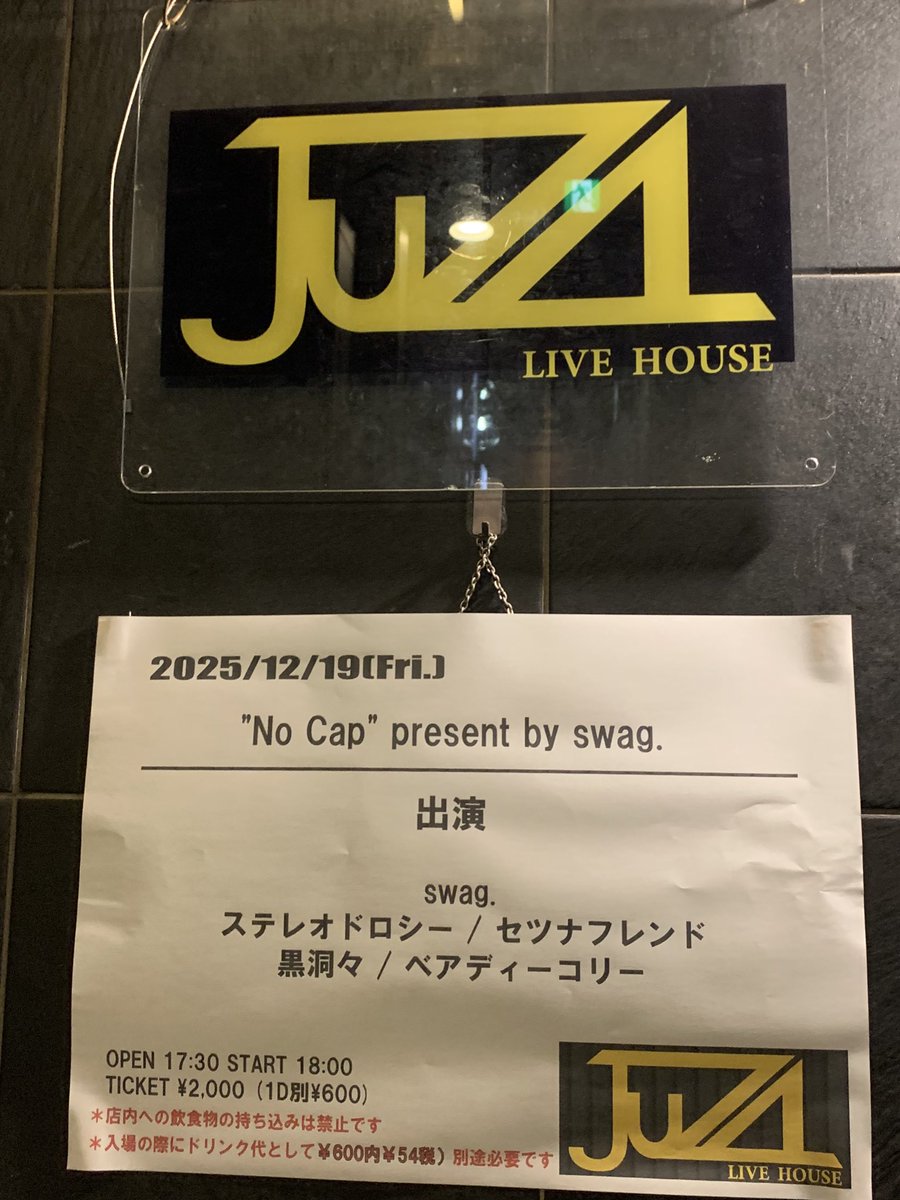 JUZA
LIVE HOUSE
2025/12/19(Fri.)
"No Cap" present by swag.
出演
swag.
ステレオドロシー / セツナフレンド
黒洞々 / ベアディーコリー
OPEN 17:30 START 18:00
TICKET ¥2,000（1D別¥600）
＊店内への飲食物の持ち込みは禁止です
＊入場の際にドリンク代として￥600内￥54税）別途必要です
JUZA
LIVE HOUSE